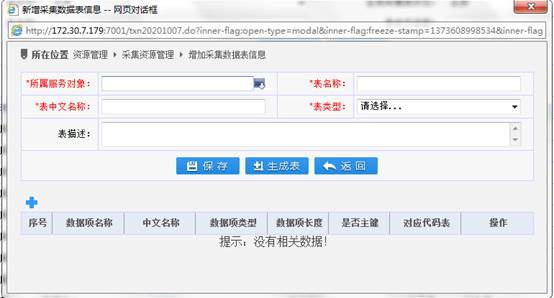 新增采集数据表信息 -- 网页对话框
http://172.30.7.179:7001/txn20201007.do?inner-flag:open-type=modal&inner-flag:freeze-stamp=1373608998534&inner-flag
所在位置 资源管理 ▸ 采集资源管理 ▸ 增加采集数据表信息
*所属服务对象： *表名称：
*表中文名称： *表类型： 请选择...
表描述：
保存 生成表 返回
序号 数据项名称 中文名称 数据项类型 数据项长度 是否主键 对应代码表 操作
提示：没有相关数据!